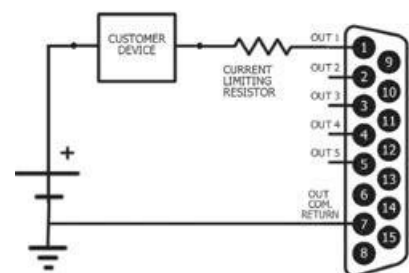 CUSTOMER
DEVICE
CURRENT
LIMITING
RESISTOR
OUT 1
OUT 2
OUT 3
OUT 4
OUT 5
OUT
COM.
RETURN
+
1
2
3
4
5
6
7
8
9
10
11
12
13
14
15